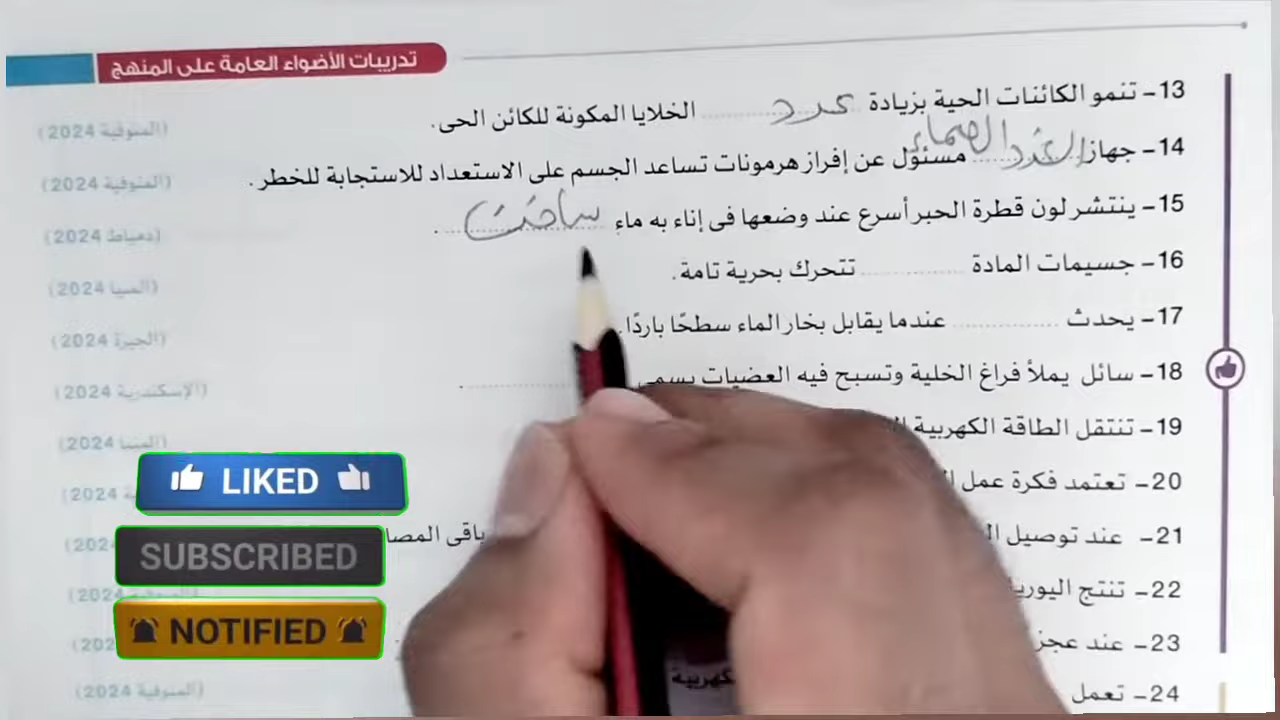 تدريبات الأضواء العامة على المنهج
13- تنمو الكائنات الحية بزيادة عدد الخلايا المكونة للكائن الحى. (المنوفية 2024)
14- جهاز الغدد الصماء مسئول عن إفراز هرمونات تساعد الجسم على الاستعداد للاستجابة للخطر. (المنوفية 2024)
15- ينتشر لون قطرة الحبر أسرع عند وضعها فى إناء به ماء ساخن. (دمياط 2024)
16- جسيمات المادة ............ تتحرك بحرية تامة. (المنيا 2024)
17- يحدث ............ عندما يقابل بخار الماء سطحًا باردًا. (الجيزة 2024)
18- سائل يملأ فراغ الخلية وتسبح فيه العضيات يسمى ............ . (الإسكندرية 2024)
19- تنتقل الطاقة الكهربية (المنيا 2024)
20- تعتمد فكرة عمل (2024
21- عند توصيل باقى
22- تنتج
23- عند عجز
24- تعمل (المنوفية 2024)
LIKED
SUBSCRIBED
NOTIFIED